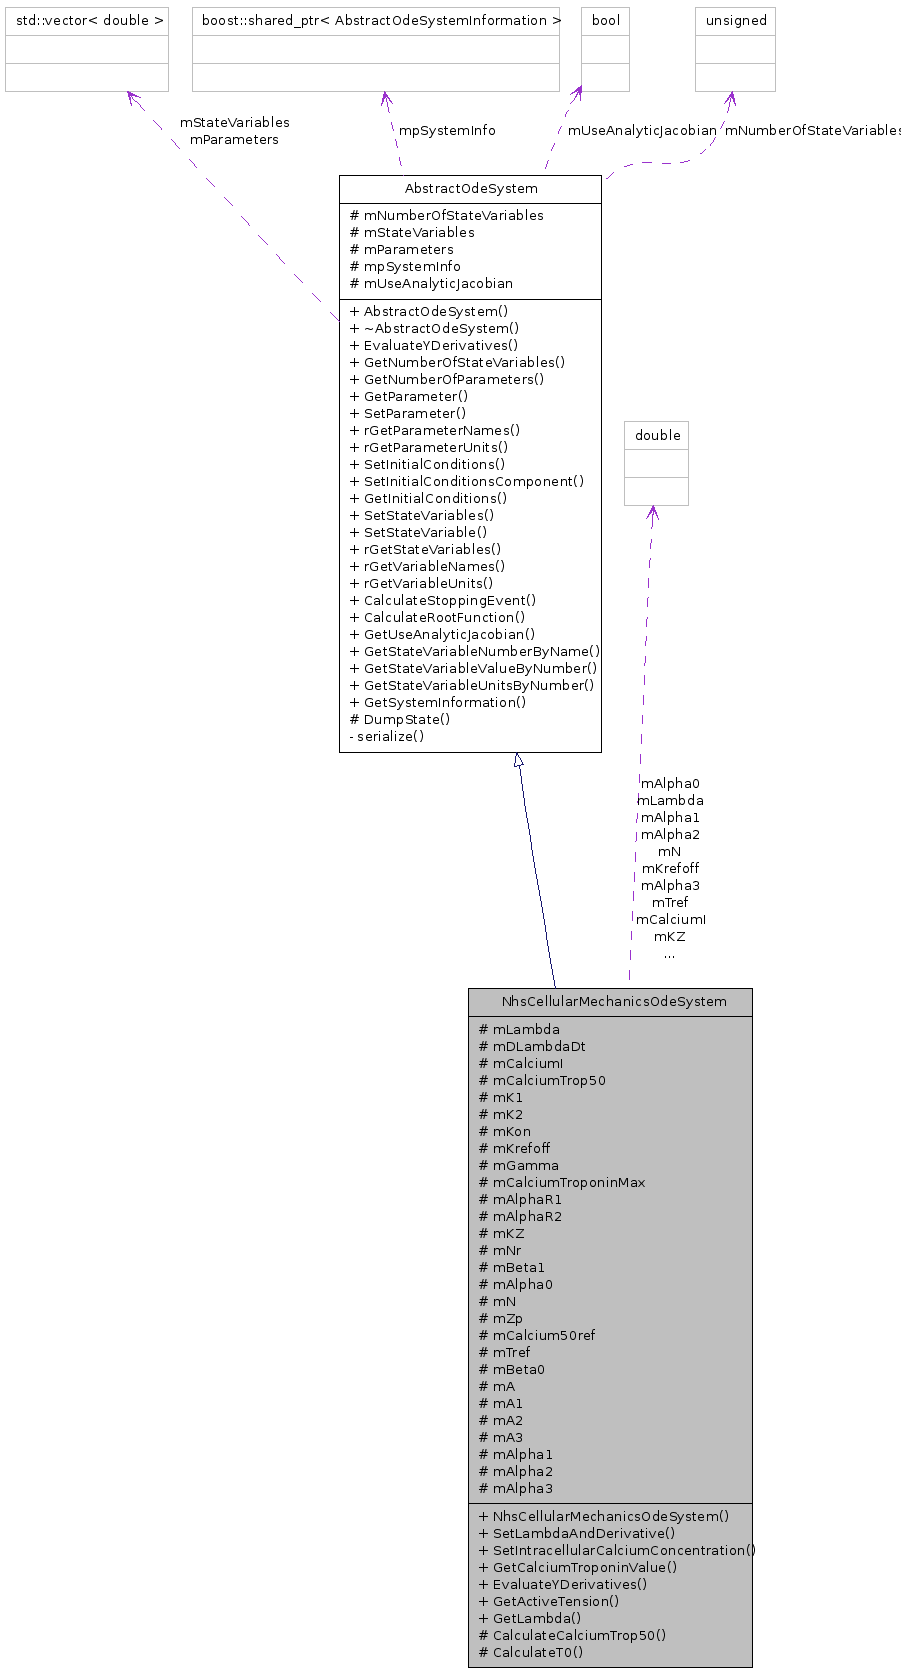 std::vector< double >
boost::shared_ptr< AbstractOdeSystemInformation >
bool
unsigned
mStateVariables
mParameters
mpSystemInfo
mUseAnalyticJacobian
mNumberOfStateVariables
AbstractOdeSystem
# mNumberOfStateVariables
# mStateVariables
# mParameters
# mpSystemInfo
# mUseAnalyticJacobian
+ AbstractOdeSystem()
+ ~AbstractOdeSystem()
+ EvaluateYDerivatives()
+ GetNumberOfStateVariables()
+ GetNumberOfParameters()
+ GetParameter()
+ SetParameter()
+ rGetParameterNames()
+ rGetParameterUnits()
+ SetInitialConditions()
+ SetInitialConditionsComponent()
+ GetInitialConditions()
+ SetStateVariables()
+ SetStateVariable()
+ rGetStateVariables()
+ rGetVariableNames()
+ rGetVariableUnits()
+ CalculateStoppingEvent()
+ CalculateRootFunction()
+ GetUseAnalyticJacobian()
+ GetStateVariableNumberByName()
+ GetStateVariableValueByNumber()
+ GetStateVariableUnitsByNumber()
+ GetSystemInformation()
# DumpState()
- serialize()
double
mAlpha0
mLambda
mAlpha1
mAlpha2
mN
mKrefoff
mAlpha3
mTref
mCalciumI
mKZ
...
NhsCellularMechanicsOdeSystem
# mLambda
# mDLambdaDt
# mCalciumI
# mCalciumTrop50
# mK1
# mK2
# mKon
# mKrefoff
# mGamma
# mCalciumTroponinMax
# mAlphaR1
# mAlphaR2
# mKZ
# mNr
# mBeta1
# mAlpha0
# mN
# mZp
# mCalcium50ref
# mTref
# mBeta0
# mA
# mA1
# mA2
# mA3
# mAlpha1
# mAlpha2
# mAlpha3
+ NhsCellularMechanicsOdeSystem()
+ SetLambdaAndDerivative()
+ SetIntracellularCalciumConcentration()
+ GetCalciumTroponinValue()
+ EvaluateYDerivatives()
+ GetActiveTension()
+ GetLambda()
# CalculateCalciumTrop50()
# CalculateT0()